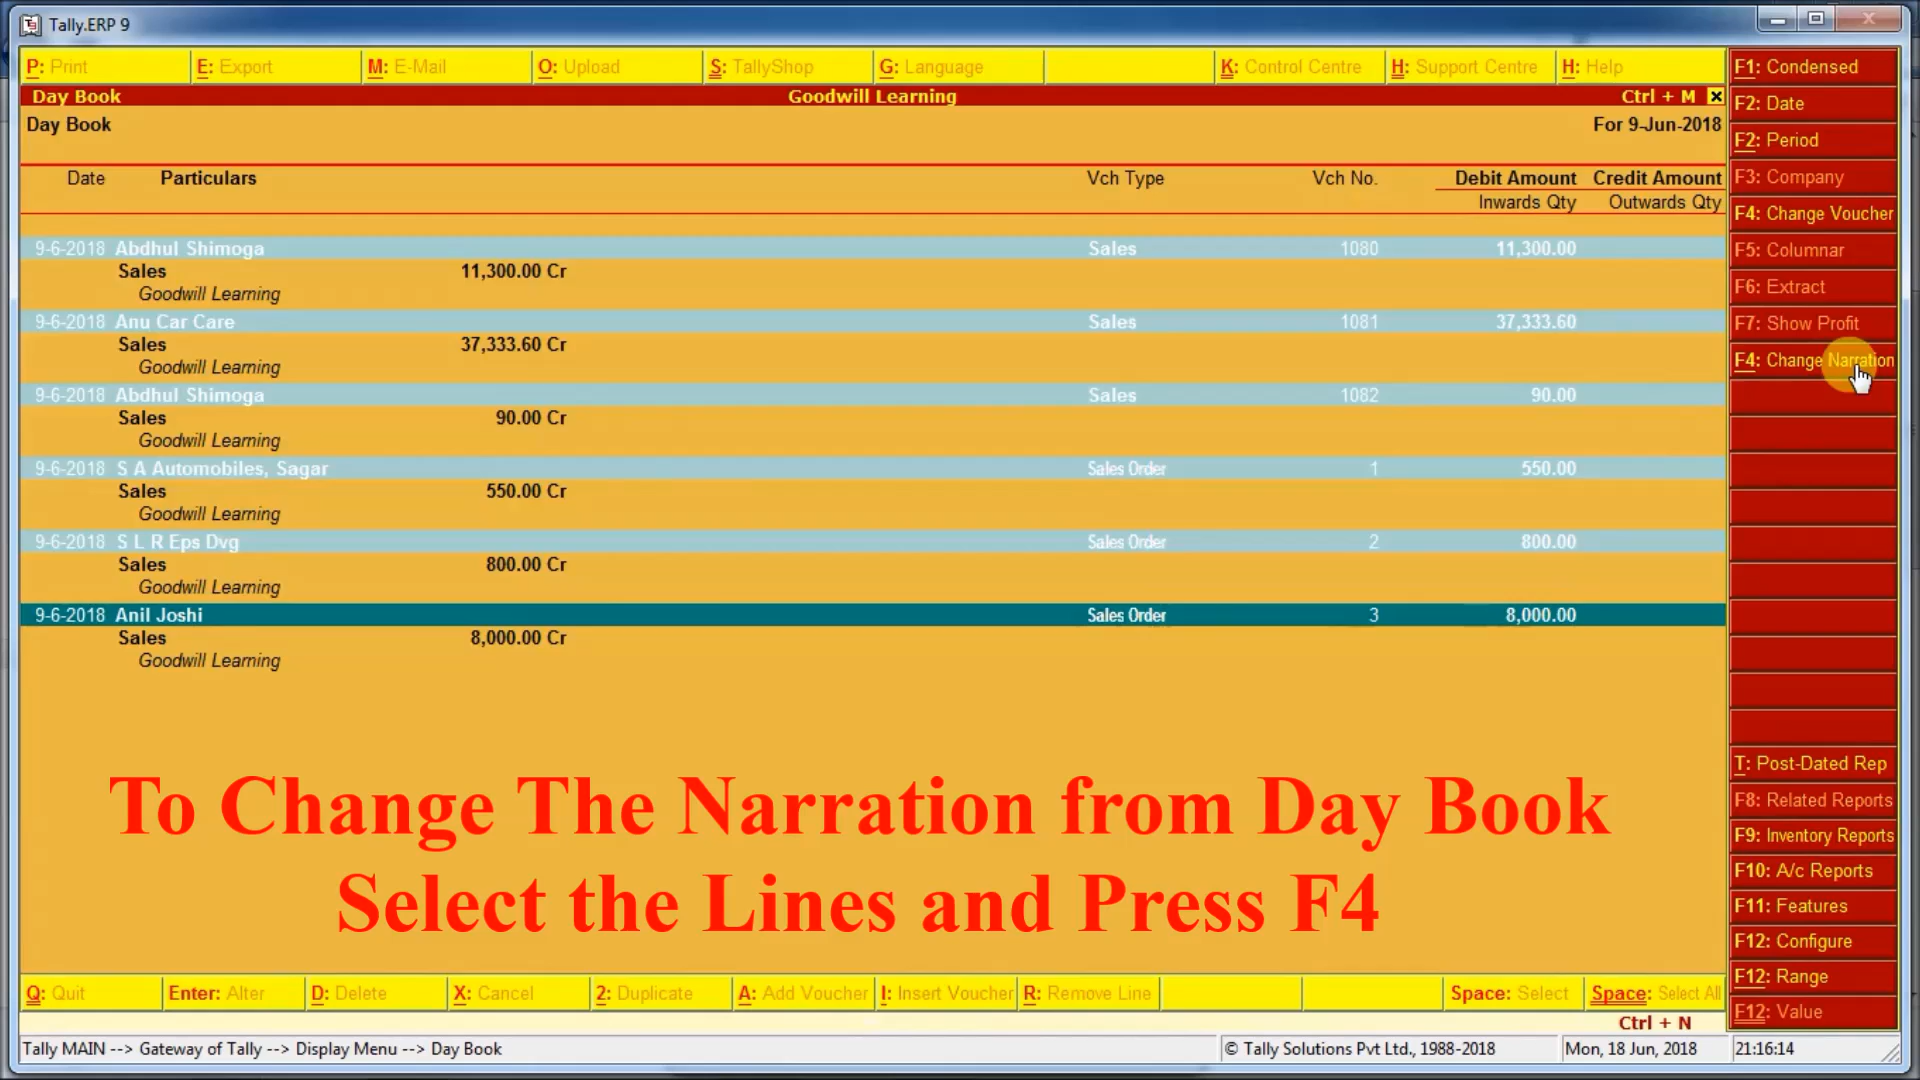 Tally.ERP 9
P: Print E: Export M: E-Mail O: Upload S: TallyShop G: Language K: Control Centre H: Support Centre H: Help
Day Book Goodwill Learning Ctrl + M
Day Book For 9-Jun-2018
Date Particulars Vch Type Vch No. Debit Amount Credit Amount
Inwards Qty Outwards Qty
9-6-2018 Abdhul Shimoga Sales 1080 11,300.00
Sales 11,300.00 Cr
Goodwill Learning
9-6-2018 Anu Car Care Sales 1081 37,333.60
Sales 37,333.60 Cr
Goodwill Learning
9-6-2018 Abdhul Shimoga Sales 1082 90.00
Sales 90.00 Cr
Goodwill Learning
9-6-2018 S A Automobiles, Sagar Sales Order 1 550.00
Sales 550.00 Cr
Goodwill Learning
9-6-2018 S L R Eps Dvg Sales Order 2 800.00
Sales 800.00 Cr
Goodwill Learning
9-6-2018 Anil Joshi Sales Order 3 8,000.00
Sales 8,000.00 Cr
Goodwill Learning
To Change The Narration from Day Book
Select the Lines and Press F4
F1: Condensed
F2: Date
F2: Period
F3: Company
F4: Change Voucher
F5: Columnar
F6: Extract
F7: Show Profit
F4: Change Narration
T: Post-Dated Rep
F8: Related Reports
F9: Inventory Reports
F10: A/c Reports
F11: Features
F12: Configure
F12: Range
F12: Value
Q: Quit Enter: Alter D: Delete X: Cancel 2: Duplicate A: Add Voucher I: Insert Voucher R: Remove Line Space: Select Space: Select All
Ctrl + N
Tally MAIN --> Gateway of Tally --> Display Menu --> Day Book © Tally Solutions Pvt Ltd., 1988-2018 Mon, 18 Jun, 2018 21:16:14